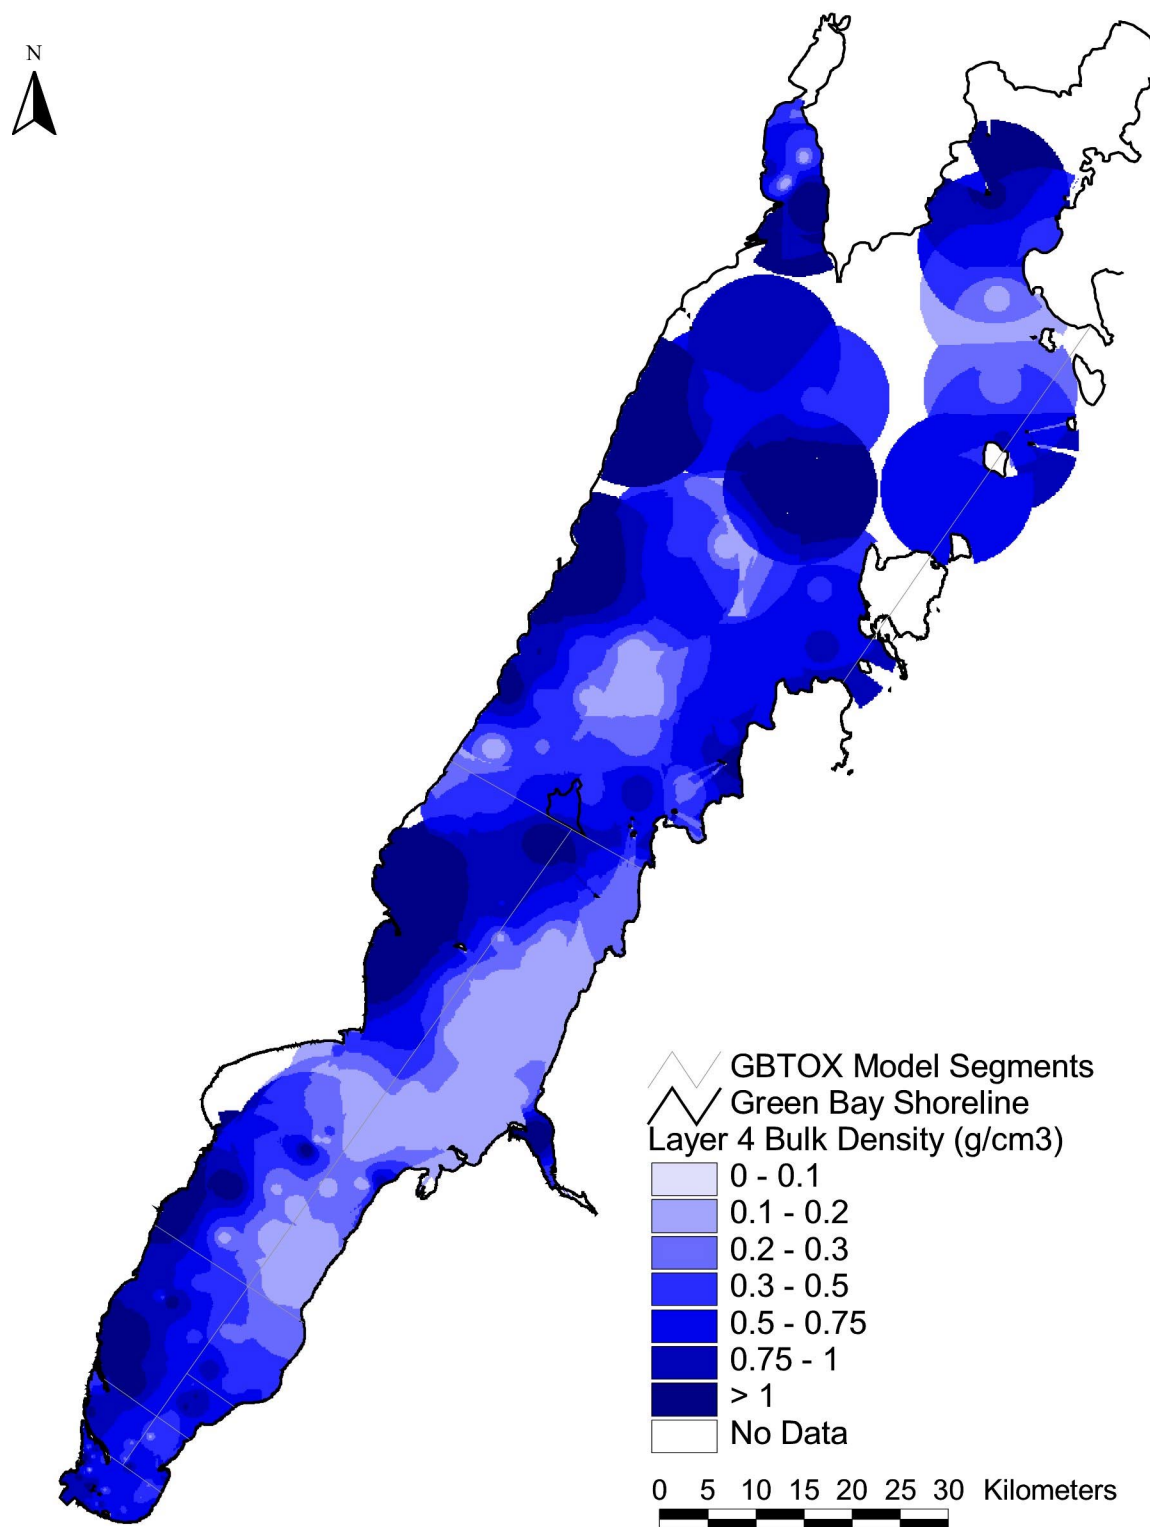 N
GBTOX Model Segments
Green Bay Shoreline
Layer 4 Bulk Density (g/cm3)
0 - 0.1
0.1 - 0.2
0.2 - 0.3
0.3 - 0.5
0.5 - 0.75
0.75 - 1
> 1
No Data
0 5 10 15 20 25 30 Kilometers